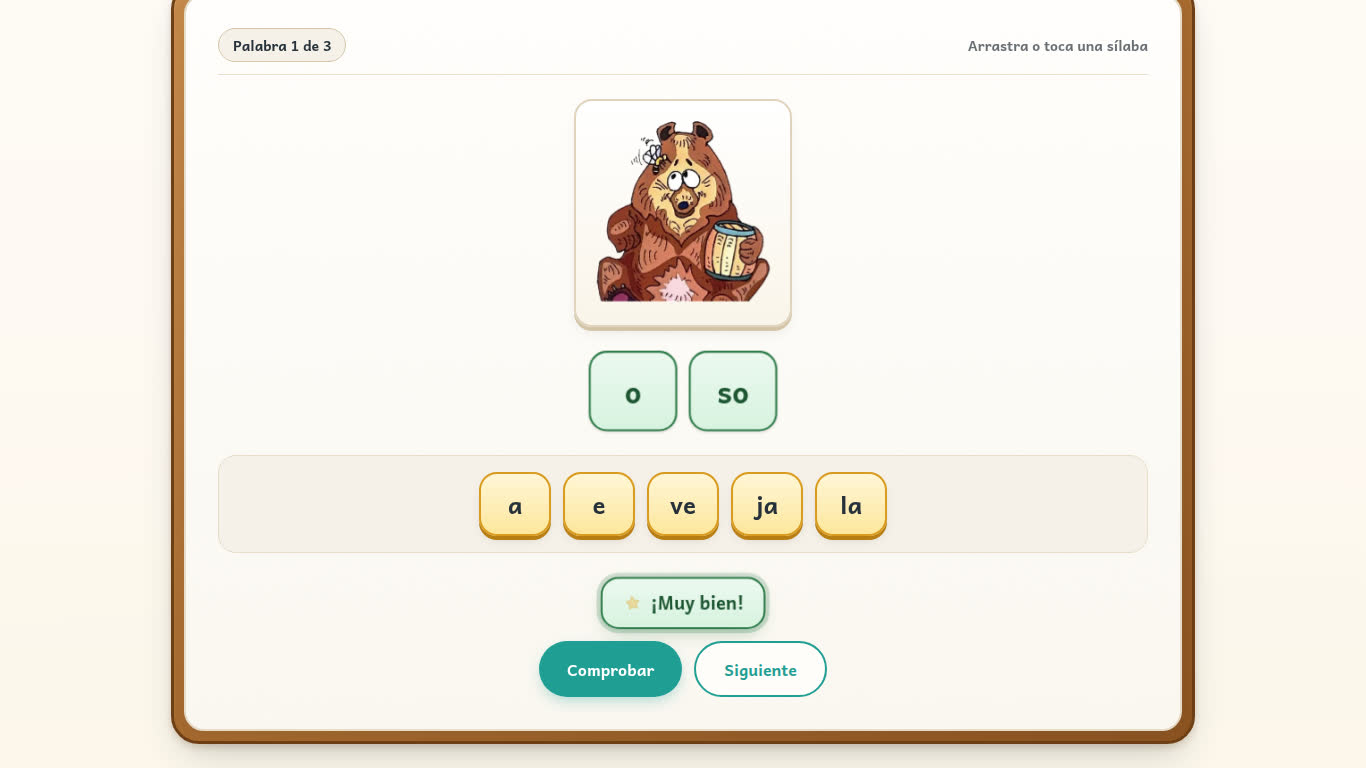 Palabra 1 de 3
Arrastra o toca una sílaba
o so
a e ve ja la
¡Muy bien!
Comprobar Siguiente